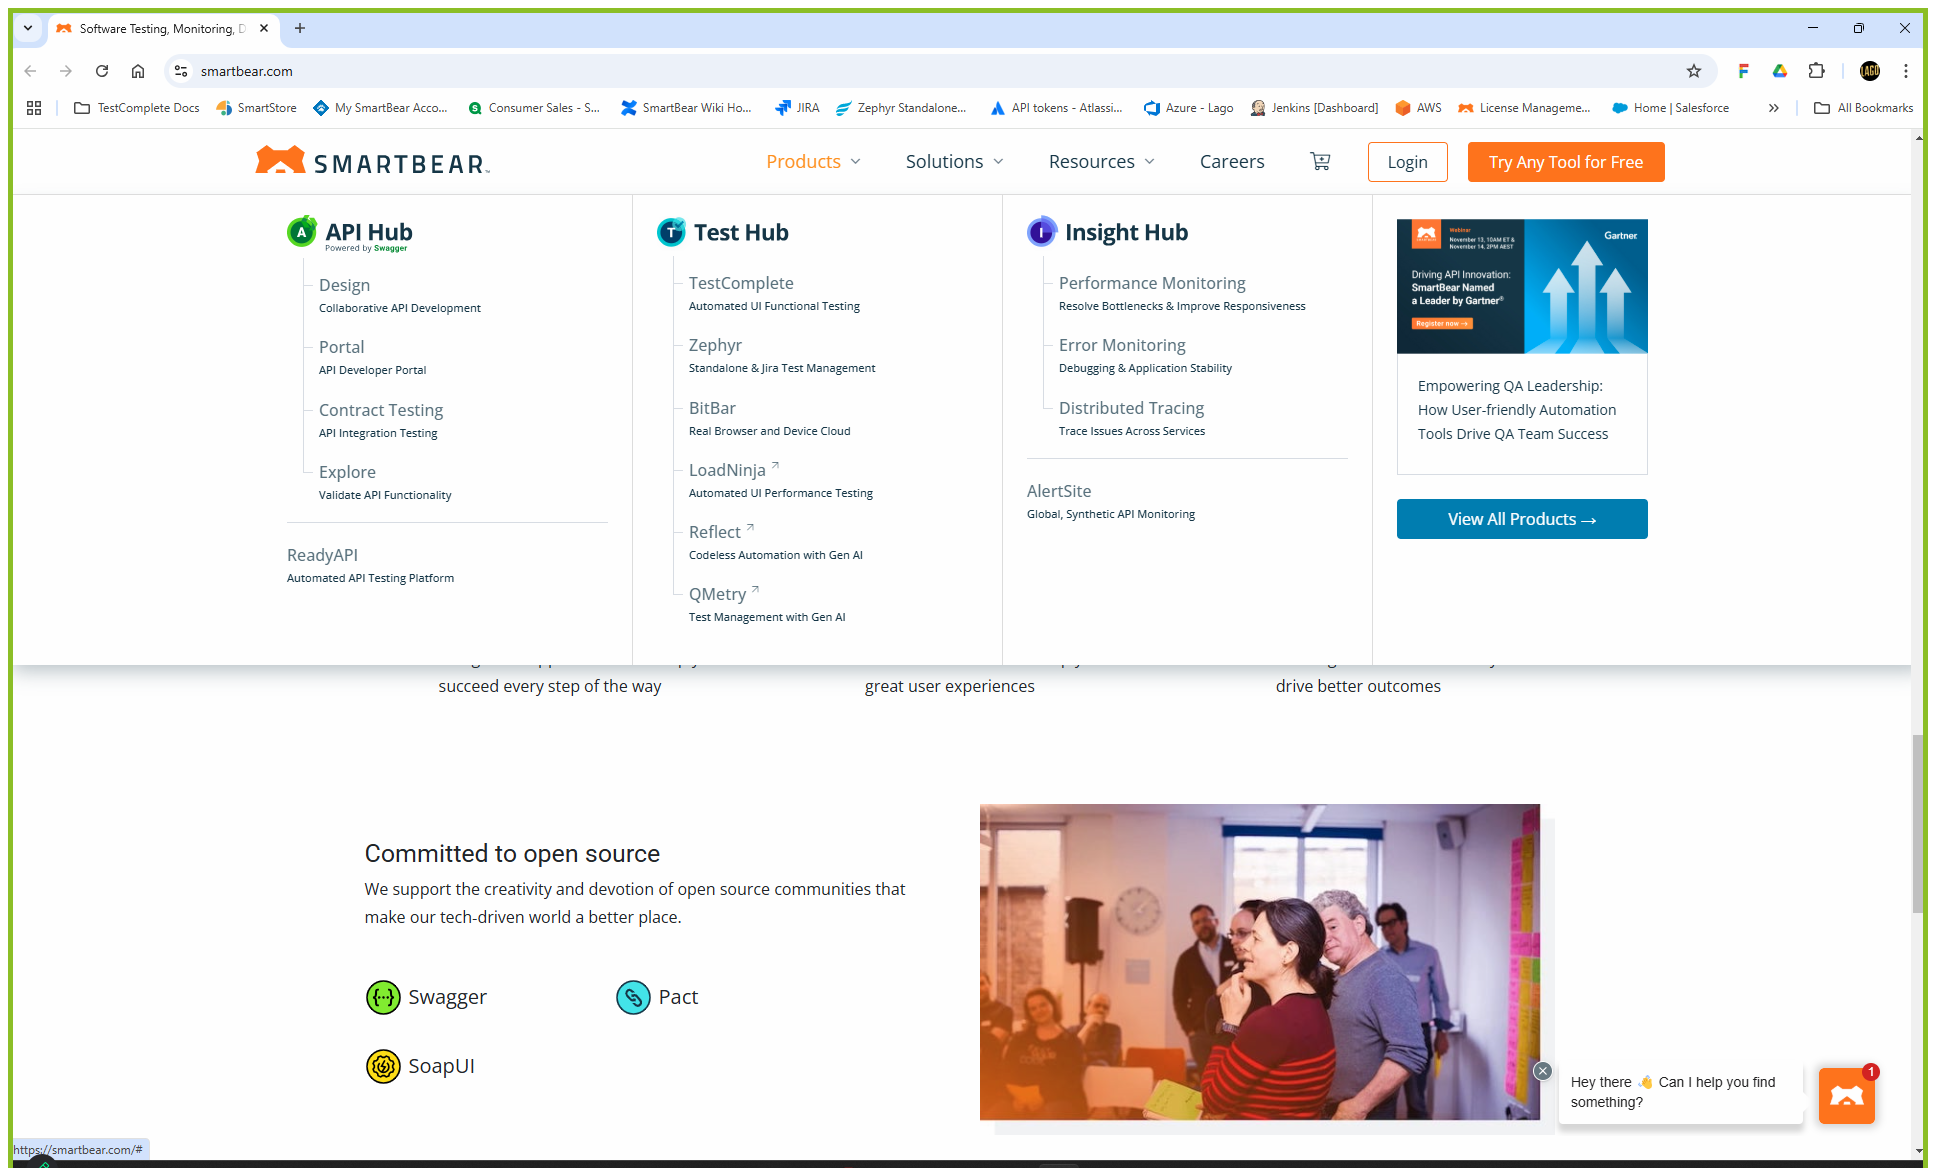 Software Testing, Monitoring, D
smartbear.com
TestComplete Docs
SmartStore
My SmartBear Acco...
Consumer Sales - S...
SmartBear Wiki Ho...
JIRA
Zephyr Standalone...
API tokens - Atlassi...
Azure - Lago
Jenkins [Dashboard]
AWS
License Manageme...
Home | Salesforce
All Bookmarks
LAGO
SMARTBEAR
Products
Solutions
Resources
Careers
Login
Try Any Tool for Free
A
API Hub
Powered by Swagger
Design
Collaborative API Development
Portal
API Developer Portal
Contract Testing
API Integration Testing
Explore
Validate API Functionality
ReadyAPI
Automated API Testing Platform
T
Test Hub
TestComplete
Automated UI Functional Testing
Zephyr
Standalone & Jira Test Management
BitBar
Real Browser and Device Cloud
LoadNinja
Automated UI Performance Testing
Reflect
Codeless Automation with Gen AI
QMetry
Test Management with Gen AI
I
Insight Hub
Performance Monitoring
Resolve Bottlenecks & Improve Responsiveness
Error Monitoring
Debugging & Application Stability
Distributed Tracing
Trace Issues Across Services
AlertSite
Global, Synthetic API Monitoring
Webinar
November 13, 10AM ET &
November 14, 2PM AEST
Gartner
Driving API Innovation:
SmartBear Named
a Leader by Gartner®
Register now →
Empowering QA Leadership:
How User-friendly Automation
Tools Drive QA Team Success
View All Products →
succeed every step of the way
great user experiences
drive better outcomes
Committed to open source
We support the creativity and devotion of open source communities that
make our tech-driven world a better place.
Swagger
Pact
SoapUI
Hey there 👋 Can I help you find
something?
1
https://smartbear.com/#